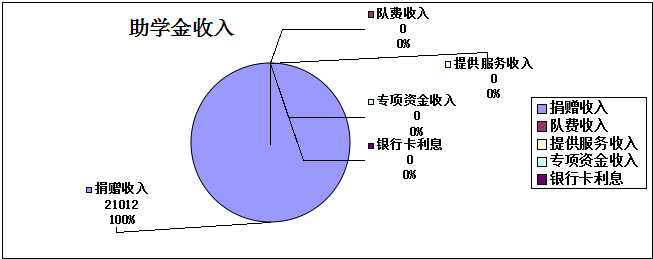 助学金收入
队费收入
0
0%
提供服务收入
0
0%
专项资金收入
0
0%
银行卡利息
0
0%
捐赠收入
21012
100%
捐赠收入
队费收入
提供服务收入
专项资金收入
银行卡利息